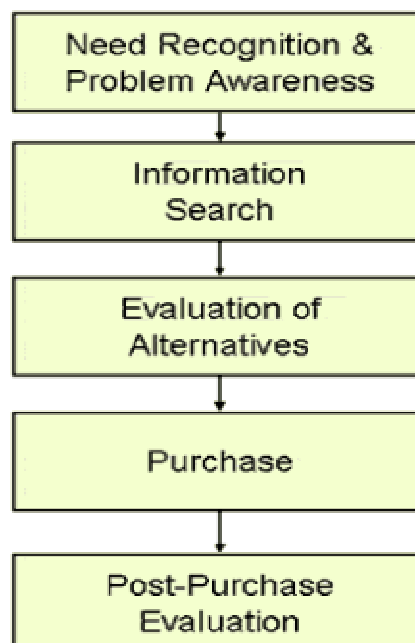 Need Recognition &
Problem Awareness
Information
Search
Evaluation of
Alternatives
Purchase
Post-Purchase
Evaluation